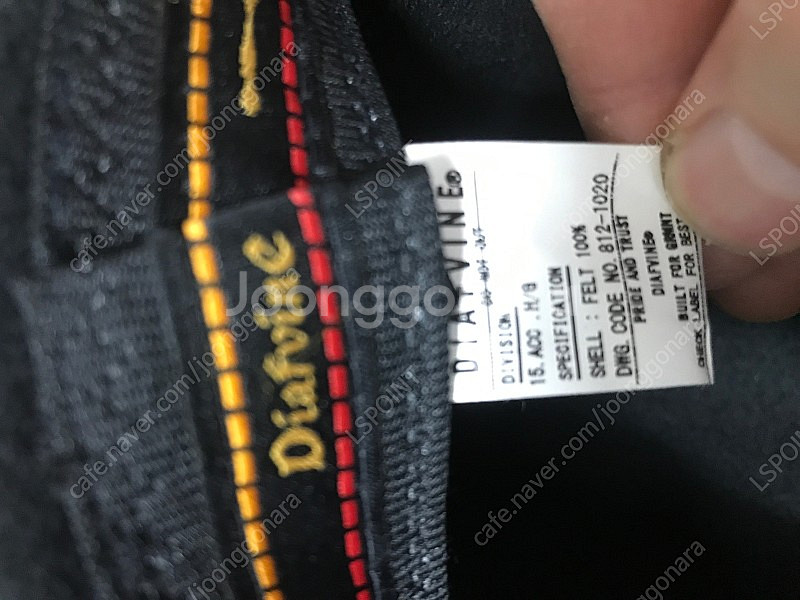 Diafvine
DIAFVINE®
DIVISION
15. ACC .H/G
SPECIFICATION
SHELL : FELT 100%
DWG. CODE NO. 812-1020
PRIDE AND TRUST
DIAFVINE®
BUILT FOR GRUNT
CHECK LABEL FOR BEST
Joonggo
cafe.naver.com/joonggonara
LSPOINT